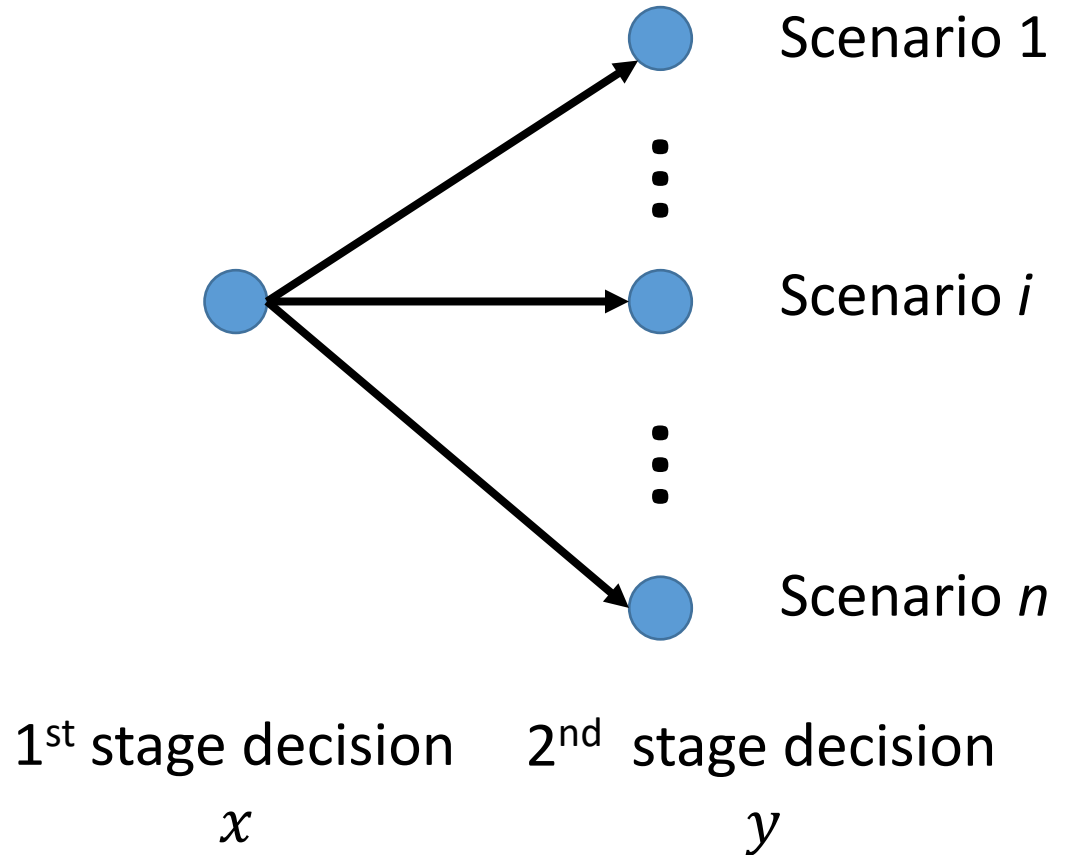 Scenario 1
Scenario i
Scenario n
1st stage decision
2nd stage decision
x
y